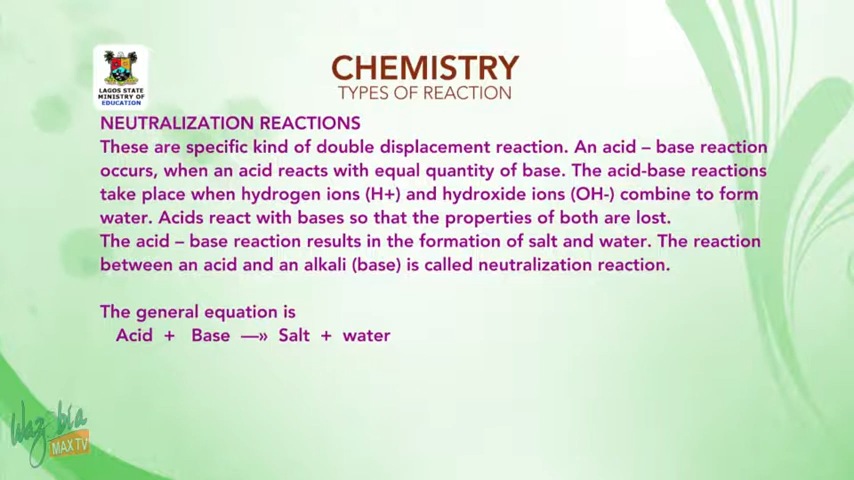 LAGOS STATE
MINISTRY OF
EDUCATION
CHEMISTRY
TYPES OF REACTION
NEUTRALIZATION REACTIONS
These are specific kind of double displacement reaction. An acid – base reaction
occurs, when an acid reacts with equal quantity of base. The acid-base reactions
take place when hydrogen ions (H+) and hydroxide ions (OH-) combine to form
water. Acids react with bases so that the properties of both are lost.
The acid – base reaction results in the formation of salt and water. The reaction
between an acid and an alkali (base) is called neutralization reaction.
The general equation is
Acid + Base —» Salt + water
Wazobia
MAX TV